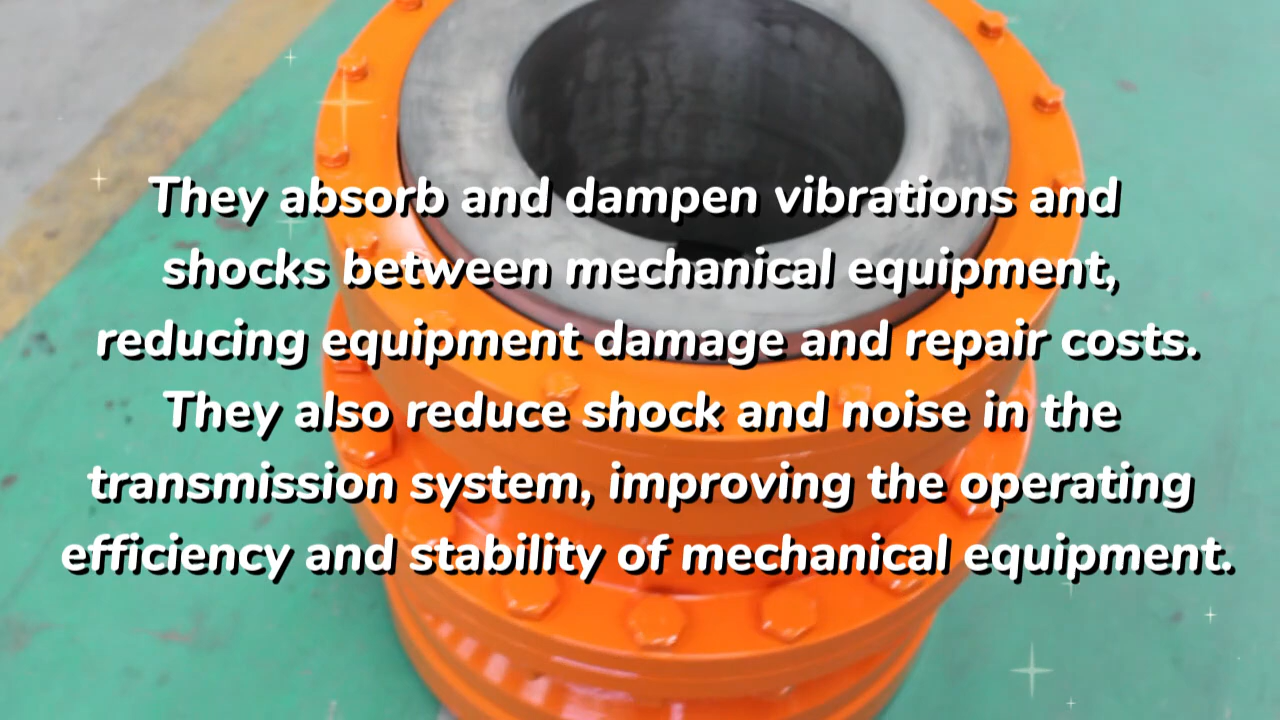 They absorb and dampen vibrations and
shocks between mechanical equipment,
reducing equipment damage and repair costs.
They also reduce shock and noise in the
transmission system, improving the operating
efficiency and stability of mechanical equipment.